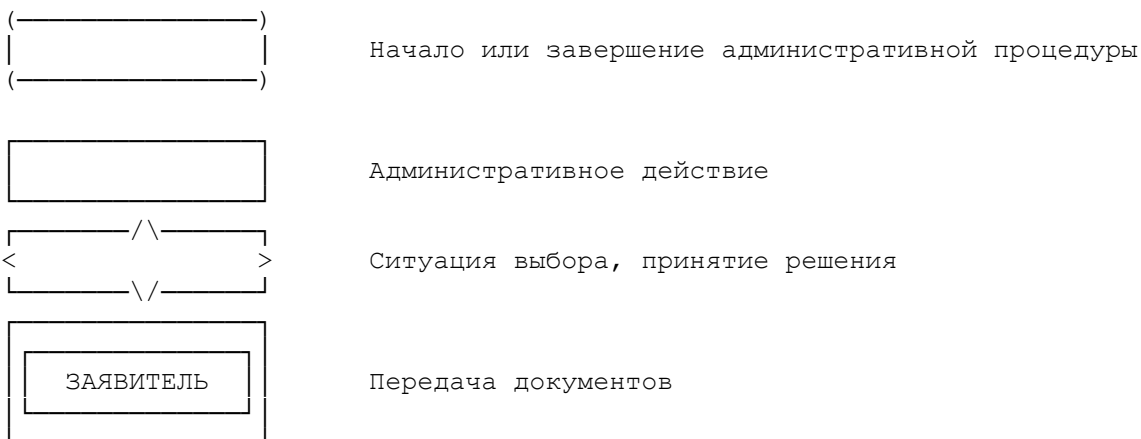 Начало или завершение административной процедуры
Административное действие
Ситуация выбора, принятие решения
ЗАЯВИТЕЛЬ Передача документов